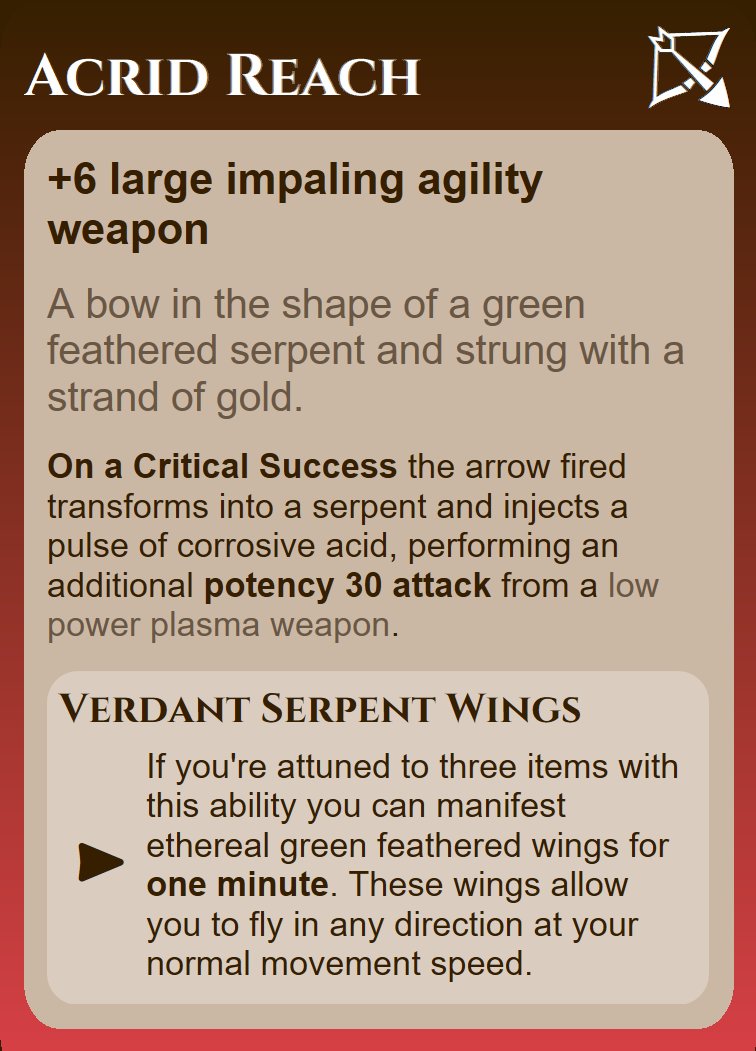 Acrid Reach
+6 large impaling agility
weapon
A bow in the shape of a green
feathered serpent and strung with a
strand of gold.
On a Critical Success the arrow fired
transforms into a serpent and injects a
pulse of corrosive acid, performing an
additional potency 30 attack from a low
power plasma weapon.
Verdant Serpent Wings
If you're attuned to three items with
this ability you can manifest
ethereal green feathered wings for
one minute. These wings allow
you to fly in any direction at your
normal movement speed.